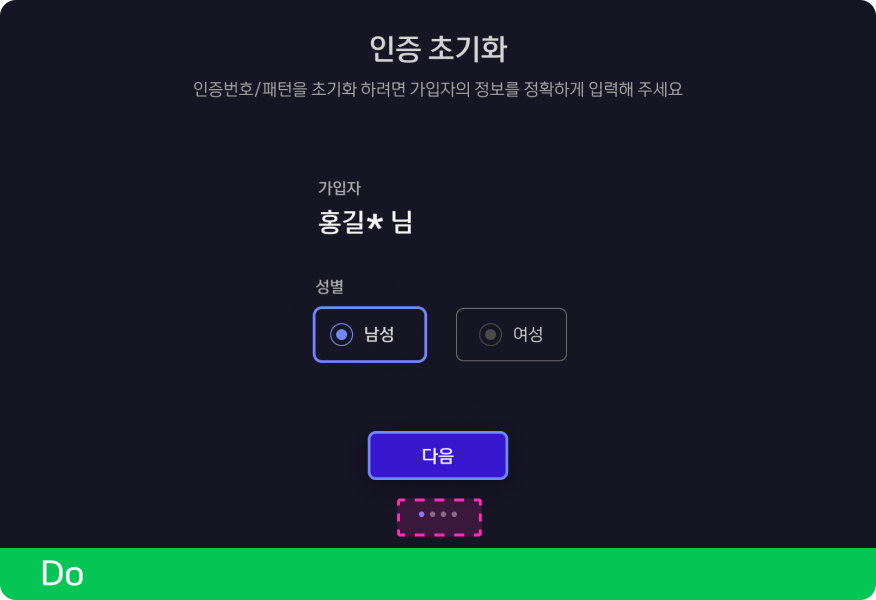 인증 초기화
인증번호/패턴을 초기화 하려면 가입자의 정보를 정확하게 입력해 주세요
가입자
홍길* 님
성별
남성
여성
다음
Do